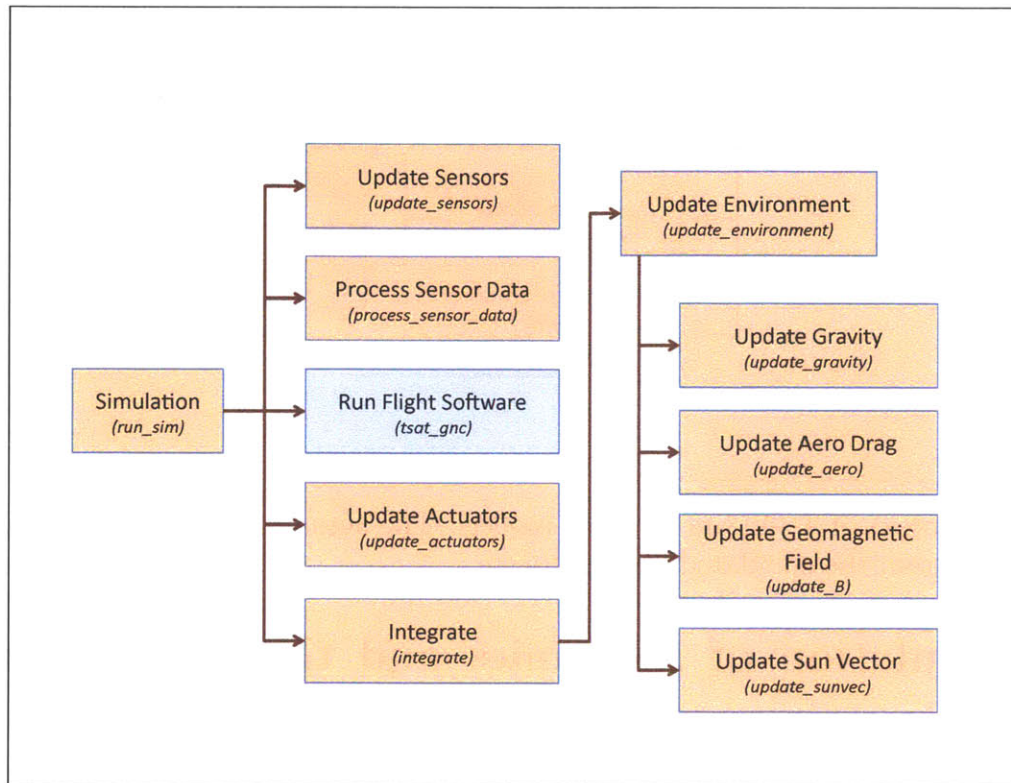 Update Sensors
(update_sensors)
Process Sensor Data
(process_sensor_data)
Simulation
(run_sim)
Run Flight Software
(tsat_gnc)
Update Actuators
(update_actuators)
Integrate
(integrate)
Update Environment
(update_environment)
Update Gravity
(update_gravity)
Update Aero Drag
(update_aero)
Update Geomagnetic
Field
(update_B)
Update Sun Vector
(update_sunvec)